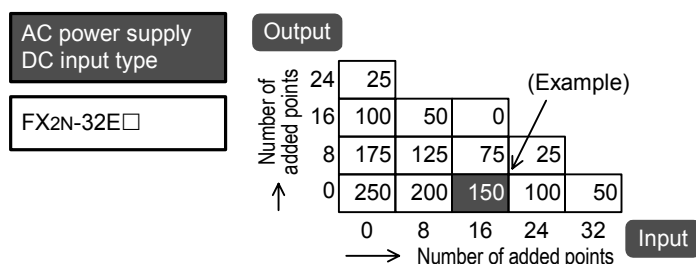 AC power supply
DC input type
FX2N-32E□
Output
Number of
added points
24 25
16 100 50 0
8 175 125 75 25
0 250 200 150 100 50
(Example)
0 8 16 24 32
Input
Number of added points